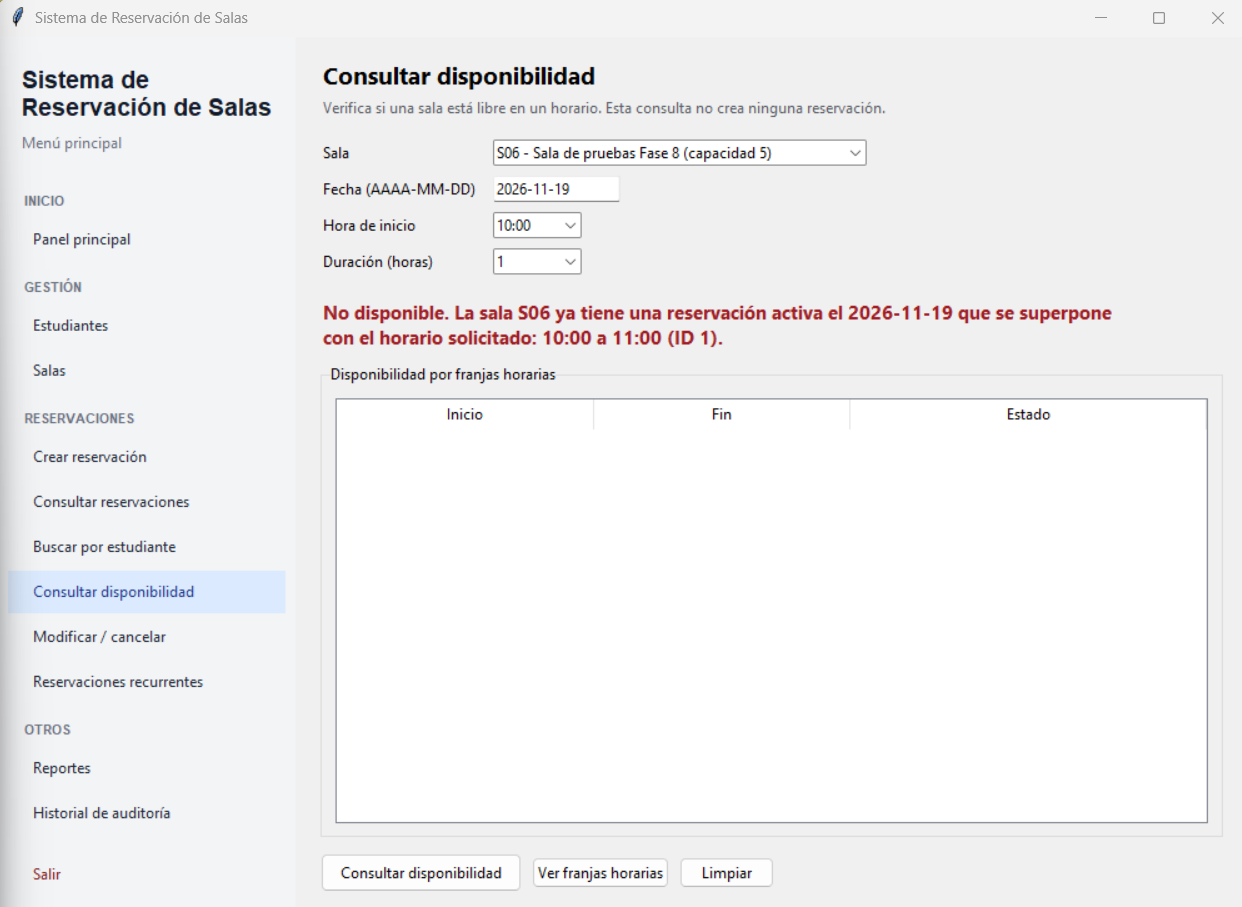 Sistema de Reservación de Salas
Sistema de
Reservación de Salas
Menú principal
INICIO
Panel principal
GESTIÓN
Estudiantes
Salas
RESERVACIONES
Crear reservación
Consultar reservaciones
Buscar por estudiante
Consultar disponibilidad
Modificar / cancelar
Reservaciones recurrentes
OTROS
Reportes
Historial de auditoría
Salir
Consultar disponibilidad
Verifica si una sala está libre en un horario. Esta consulta no crea ninguna reservación.
Sala S06 - Sala de pruebas Fase 8 (capacidad 5)
Fecha (AAAA-MM-DD) 2026-11-19
Hora de inicio 10:00
Duración (horas) 1
No disponible. La sala S06 ya tiene una reservación activa el 2026-11-19 que se superpone
con el horario solicitado: 10:00 a 11:00 (ID 1).
Disponibilidad por franjas horarias
Inicio Fin Estado
Consultar disponibilidad Ver franjas horarias Limpiar